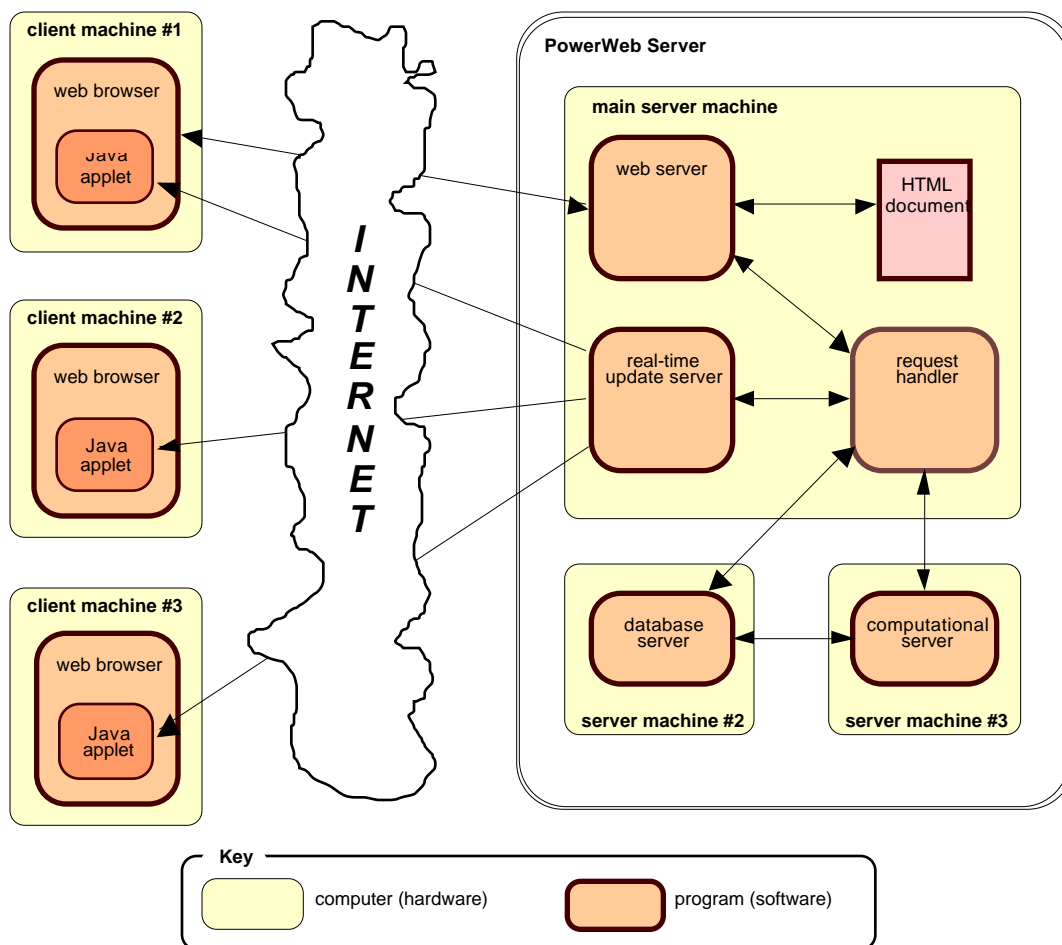 client machine #1
web browser
Java
applet
client machine #2
web browser
Java
applet
client machine #3
web browser
Java
applet
INTERNET
PowerWeb Server
main server machine
web server
HTML
document
real-time
update server
request
handler
database
server
server machine #2
computational
server
server machine #3
Key
computer (hardware)
program (software)